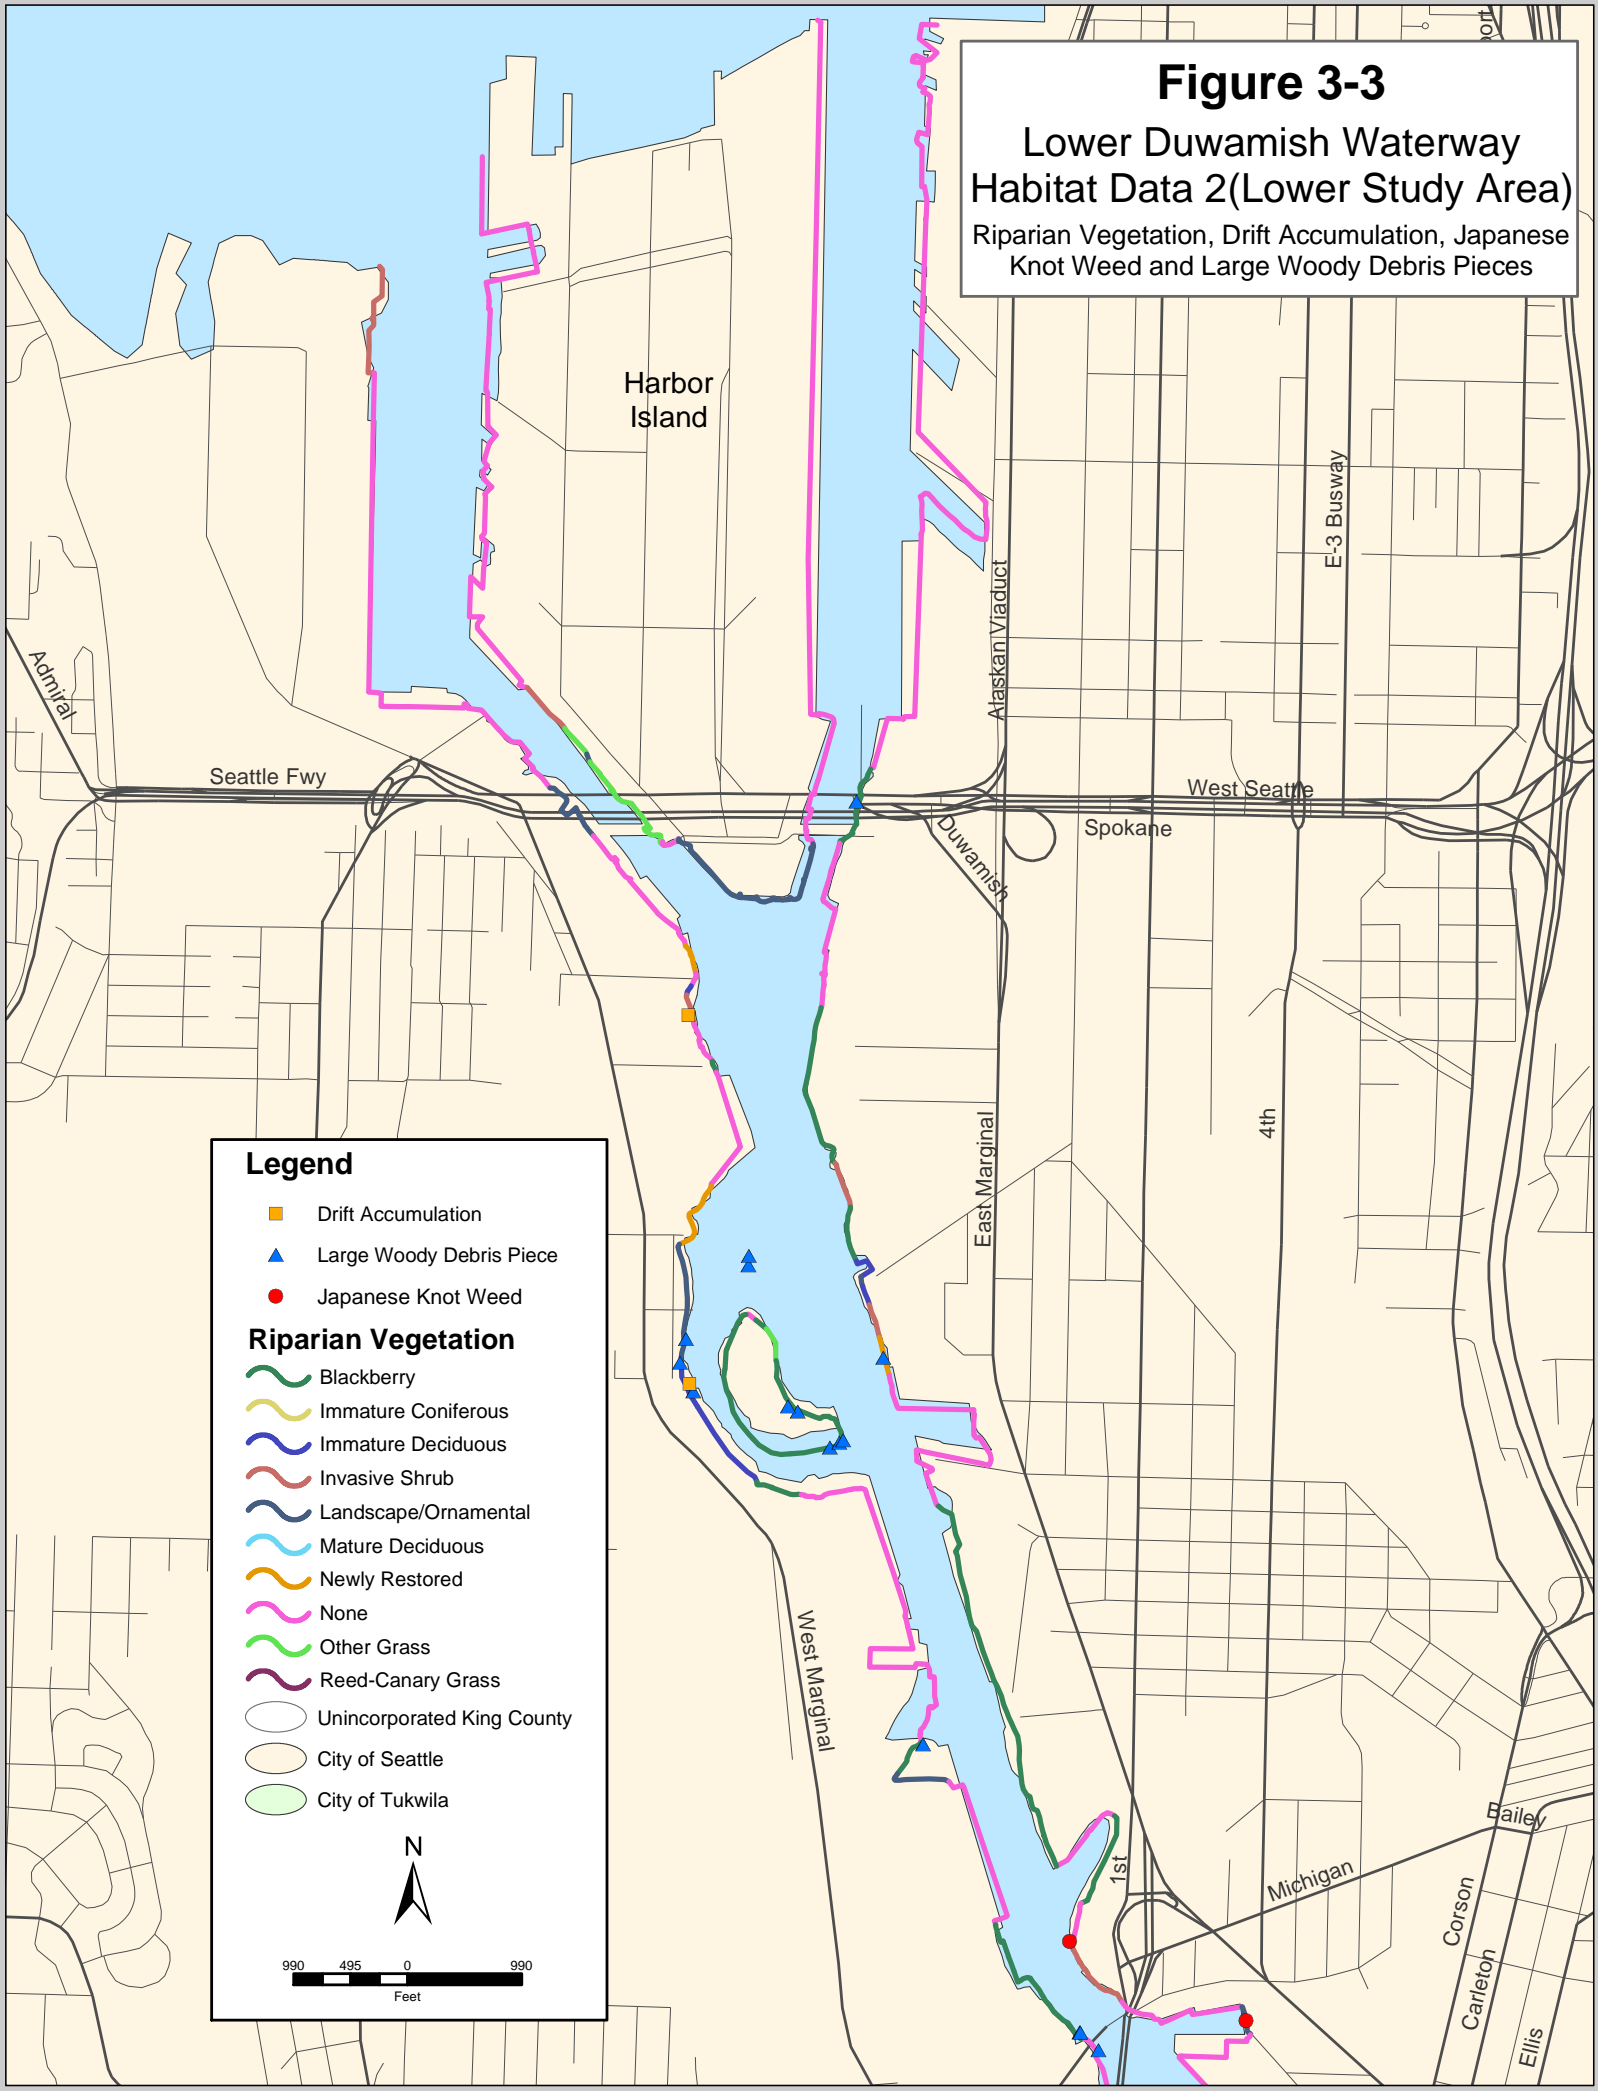 Figure 3-3
Lower Duwamish Waterway
Habitat Data 2(Lower Study Area)
Riparian Vegetation, Drift Accumulation, Japanese
Knot Weed and Large Woody Debris Pieces
Harbor
Island
E-3 Busway
Alaskan Viaduct
Admiral
Seattle Fwy
West Seattle
Spokane
Duwamish
East Marginal
4th
West Marginal
1st
Michigan
Bailey
Corson
Carleton
Ellis
Legend
Drift Accumulation
Large Woody Debris Piece
Japanese Knot Weed
Riparian Vegetation
Blackberry
Immature Coniferous
Immature Deciduous
Invasive Shrub
Landscape/Ornamental
Mature Deciduous
Newly Restored
None
Other Grass
Reed-Canary Grass
Unincorporated King County
City of Seattle
City of Tukwila
N
990 495 0 990
Feet